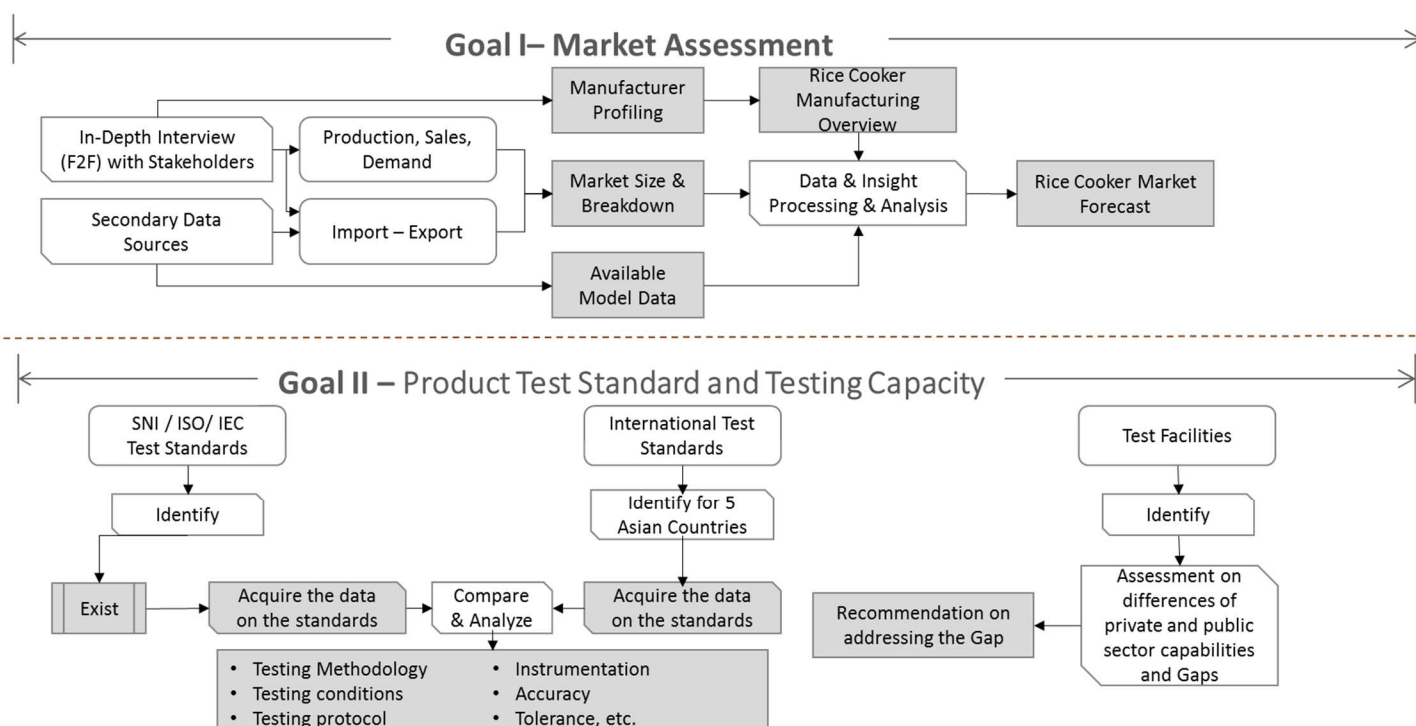 Goal I– Market Assessment
Manufacturer
Profiling
Rice Cooker
Manufacturing
Overview
In-Depth Interview
(F2F) with Stakeholders
Production, Sales,
Demand
Market Size &
Breakdown
Data & Insight
Processing & Analysis
Rice Cooker Market
Forecast
Secondary Data
Sources
Import – Export
Available
Model Data
Goal II – Product Test Standard and Testing Capacity
SNI / ISO/ IEC
Test Standards
International Test
Standards
Test Facilities
Identify
Identify for 5
Asian Countries
Identify
Exist
Acquire the data
on the standards
Compare
& Analyze
Acquire the data
on the standards
Recommendation on
addressing the Gap
Assessment on
differences of
private and public
sector capabilities
and Gaps
• Testing Methodology
• Testing conditions
• Testing protocol
• Instrumentation
• Accuracy
• Tolerance, etc.